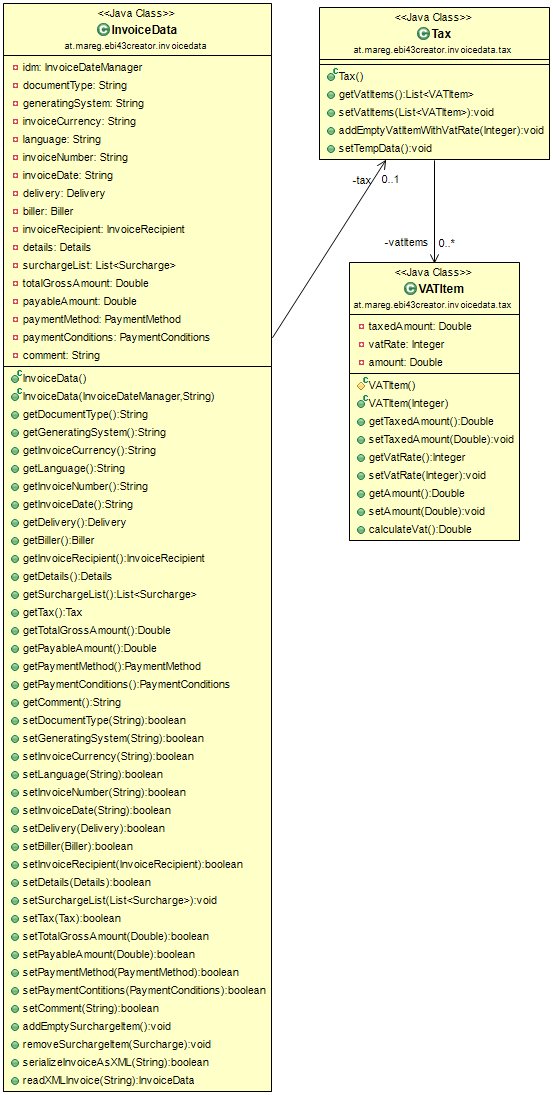 <<Java Class>>
InvoiceData
at.mareg.ebi43creator.invoicedata
idm: InvoiceDateManager
documentType: String
generatingSystem: String
invoiceCurrency: String
language: String
invoiceNumber: String
invoiceDate: String
delivery: Delivery
biller: Biller
invoiceRecipient: InvoiceRecipient
details: Details
surchargeList: List<Surcharge>
totalGrossAmount: Double
payableAmount: Double
paymentMethod: PaymentMethod
paymentConditions: PaymentConditions
comment: String
InvoiceData()
InvoiceData(InvoiceDateManager,String)
getDocumentType():String
getGeneratingSystem():String
getInvoiceCurrency():String
getLanguage():String
getInvoiceNumber():String
getInvoiceDate():String
getDelivery():Delivery
getBiller():Biller
getInvoiceRecipient():InvoiceRecipient
getDetails():Details
getSurchargeList():List<Surcharge>
getTax():Tax
getTotalGrossAmount():Double
getPayableAmount():Double
getPaymentMethod():PaymentMethod
getPaymentConditions():PaymentConditions
getComment():String
setDocumentType(String):boolean
setGeneratingSystem(String):boolean
setInvoiceCurrency(String):boolean
setLanguage(String):boolean
setInvoiceNumber(String):boolean
setInvoiceDate(String):boolean
setDelivery(Delivery):boolean
setBiller(Biller):boolean
setInvoiceRecipient(InvoiceRecipient):boolean
setDetails(Details):boolean
setSurchargeList(List<Surcharge>):void
setTax(Tax):boolean
setTotalGrossAmount(Double):boolean
setPayableAmount(Double):boolean
setPaymentMethod(PaymentMethod):boolean
setPaymentContitions(PaymentConditions):boolean
setComment(String):boolean
addEmptySurchargeItem():void
removeSurchargeItem(Surcharge):void
serializeInvoiceAsXML(String):boolean
readXMLInvoice(String):InvoiceData
<<Java Class>>
Tax
at.mareg.ebi43creator.invoicedata.tax
Tax()
getVatItems():List<VATItem>
setVatItems(List<VATItem>):void
addEmptyVatItemWithVatRate(Integer):void
setTempData():void
-tax 0..1
-vatItems 0..*
<<Java Class>>
VATItem
at.mareg.ebi43creator.invoicedata.tax
taxedAmount: Double
vatRate: Integer
amount: Double
VATItem()
VATItem(Integer)
getTaxedAmount():Double
setTaxedAmount(Double):void
getVatRate():Integer
setVatRate(Integer):void
getAmount():Double
setAmount(Double):void
calculateVat():Double